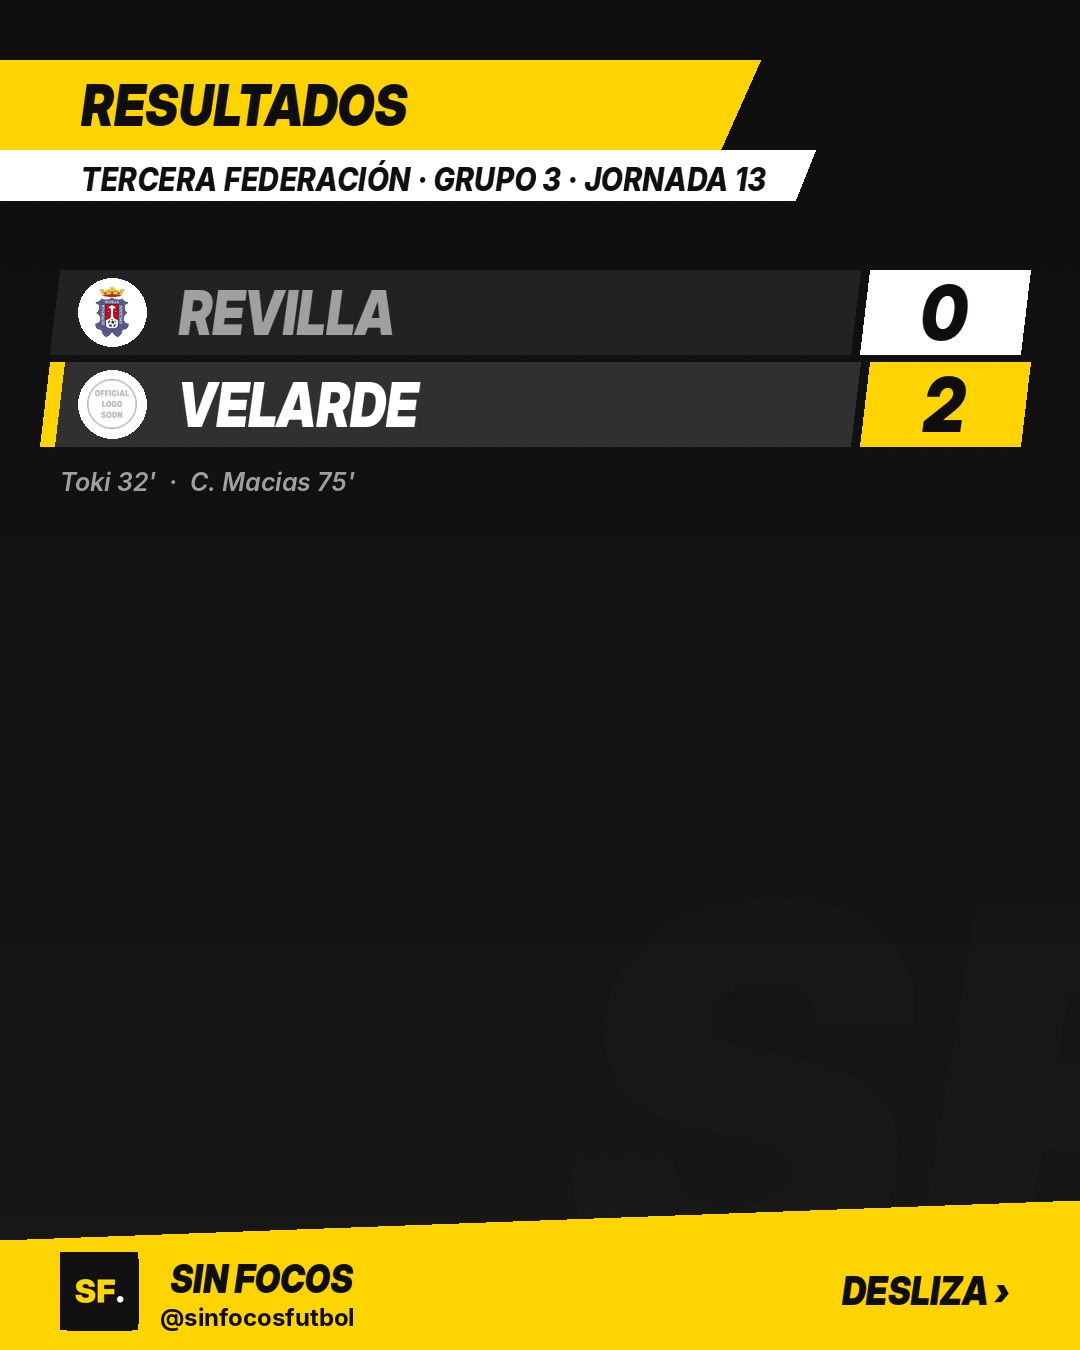 RESULTADOS
TERCERA FEDERACIÓN · GRUPO 3 · JORNADA 13
REVILLA 0
OFFICIAL
LOGO
SOON
VELARDE 2
Toki 32' · C. Macias 75'
SF
SF.
SIN FOCOS
@sinfocosfutbol
DESLIZA ›